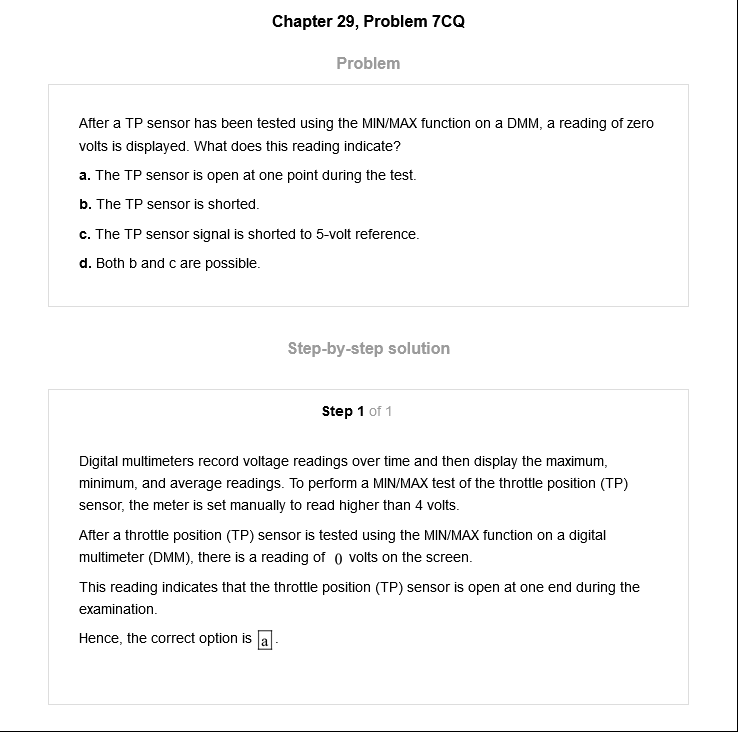 Chapter 29, Problem 7CQ
Problem
After a TP sensor has been tested using the MIN/MAX function on a DMM, a reading of zero
volts is displayed. What does this reading indicate?
a. The TP sensor is open at one point during the test.
b. The TP sensor is shorted.
c. The TP sensor signal is shorted to 5-volt reference.
d. Both b and c are possible.
Step-by-step solution
Step 1 of 1
Digital multimeters record voltage readings over time and then display the maximum,
minimum, and average readings. To perform a MIN/MAX test of the throttle position (TP)
sensor, the meter is set manually to read higher than 4 volts.
After a throttle position (TP) sensor is tested using the MIN/MAX function on a digital
multimeter (DMM), there is a reading of 0 volts on the screen.
This reading indicates that the throttle position (TP) sensor is open at one end during the
examination.
Hence, the correct option is a.